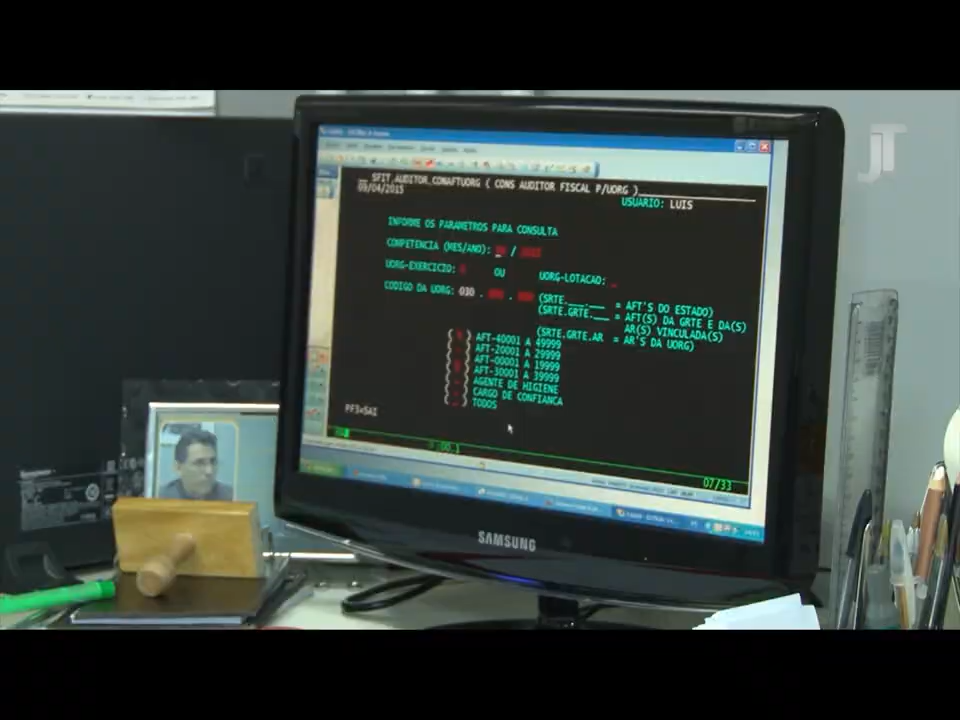 JT
SFIT_AUDITOR_CONAFTUORG ( CONS AUDITOR FISCAL P/UORG )
09/04/2015
USUARIO: LUIS
INFORME OS PARAMETROS PARA CONSULTA
COMPETENCIA (MES/ANO): /
UORG-EXERCICIO: OU UORG-LOTACAO:
CODIGO DA UORG: 030 . . (SRTE.___.__ = AFT'S DO ESTADO)
(SRTE.GRTE.__ = AFT(S) DA GRTE E DA(S)
AR(S) VINCULADA(S)
(SRTE.GRTE.AR = AR'S DA UORG)
( ) AFT-40001 A 49999
( ) AFT-20001 A 29999
( ) AFT-00001 A 19999
( ) AFT-30001 A 39999
( ) AGENTE DE HIGIENE
( ) CARGO DE CONFIANCA
( ) TODOS
PF3=SAI
07/33
SAMSUNG